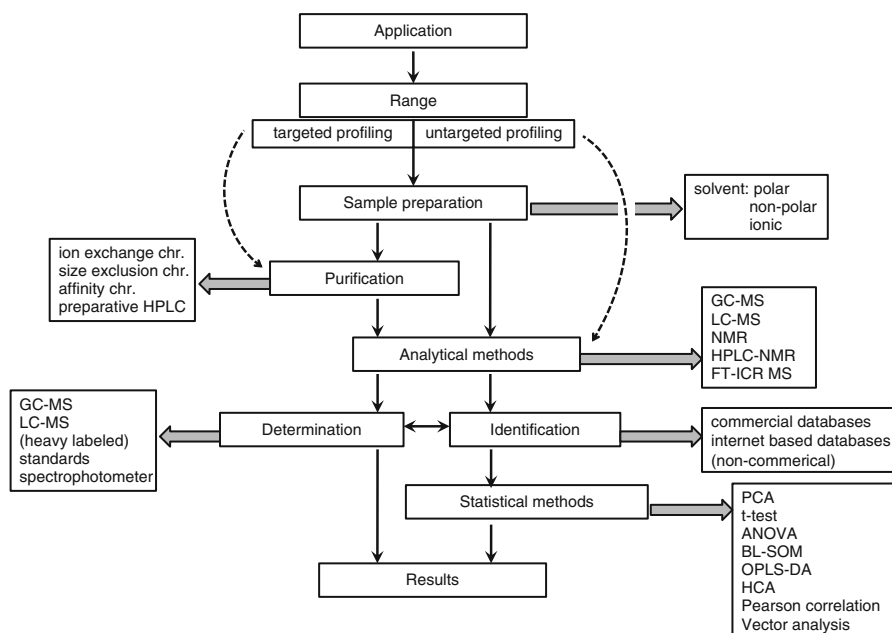 Application
Range
targeted profiling
untargeted profiling
Sample preparation
solvent: polar
non-polar
ionic
ion exchange chr.
size exclusion chr.
affinity chr.
preparative HPLC
Purification
Analytical methods
GC-MS
LC-MS
NMR
HPLC-NMR
FT-ICR MS
GC-MS
LC-MS
(heavy labeled)
standards
spectrophotometer
Determination
Identification
commercial databases
internet based databases
(non-commerical)
Statistical methods
PCA
t-test
ANOVA
BL-SOM
OPLS-DA
HCA
Pearson correlation
Vector analysis
Results